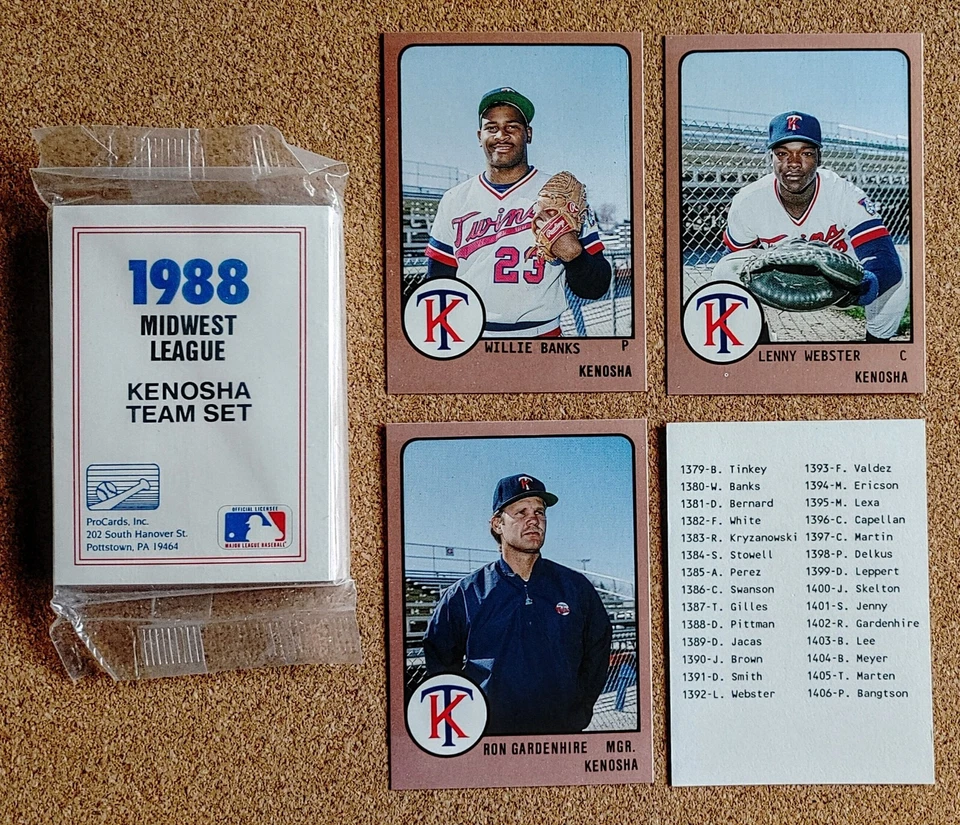 1988
MIDWEST
LEAGUE
KENOSHA
TEAM SET
ProCards, Inc.
202 South Hanover St.
Pottstown, PA 19464
OFFICIAL LICENSEE
MAJOR LEAGUE BASEBALL
Twins
23
TK
WILLIE BANKS P
KENOSHA
TK
Twins
TK
LENNY WEBSTER C
KENOSHA
TK
TK
RON GARDENHIRE MGR.
KENOSHA
1379-B. Tinkey 1393-F. Valdez
1380-W. Banks 1394-M. Ericson
1381-D. Bernard 1395-M. Lexa
1382-F. White 1396-C. Capellan
1383-R. Kryzanowski 1397-C. Martin
1384-S. Stowell 1398-P. Delkus
1385-A. Perez 1399-D. Leppert
1386-C. Swanson 1400-J. Skelton
1387-T. Gilles 1401-S. Jenny
1388-D. Pittman 1402-R. Gardenhire
1389-D. Jacas 1403-B. Lee
1390-J. Brown 1404-B. Meyer
1391-D. Smith 1405-T. Marten
1392-L. Webster 1406-P. Bangtson